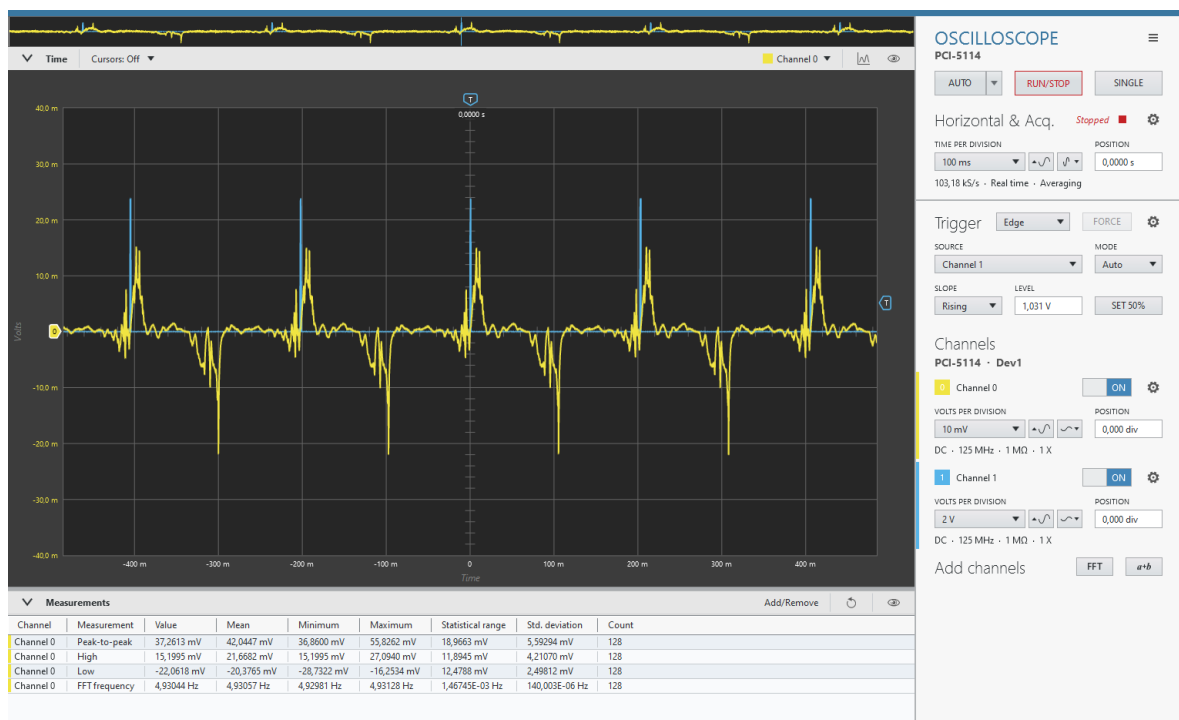 Time Cursors: Off Channel 0
T
0,0000 s
40,0 m
30,0 m
20,0 m
10,0 m
0
-10,0 m
-20,0 m
-30,0 m
-40,0 m
Volts
T
-400 m -300 m -200 m -100 m 0 100 m 200 m 300 m 400 m
Time
Measurements Add/Remove
Channel Measurement Value Mean Minimum Maximum Statistical range Std. deviation Count
Channel 0 Peak-to-peak 37,2613 mV 42,0447 mV 36,8600 mV 55,8262 mV 18,9663 mV 5,59294 mV 128
Channel 0 High 15,1995 mV 21,6682 mV 15,1995 mV 27,0940 mV 11,8945 mV 4,21070 mV 128
Channel 0 Low -22,0618 mV -20,3765 mV -28,7322 mV -16,2534 mV 12,4788 mV 2,49812 mV 128
Channel 0 FFT frequency 4,93044 Hz 4,93057 Hz 4,92981 Hz 4,93128 Hz 1,46745E-03 Hz 140,003E-06 Hz 128
OSCILLOSCOPE
PCI-5114
AUTO RUN/STOP SINGLE
Horizontal & Acq. Stopped
TIME PER DIVISION POSITION
100 ms 0,0000 s
103,18 kS/s · Real time · Averaging
Trigger Edge FORCE
SOURCE MODE
Channel 1 Auto
SLOPE LEVEL
Rising 1,031 V SET 50%
Channels
PCI-5114 · Dev1
0 Channel 0 ON
VOLTS PER DIVISION POSITION
10 mV 0,000 div
DC · 125 MHz · 1 MΩ · 1 X
1 Channel 1 ON
VOLTS PER DIVISION POSITION
2 V 0,000 div
DC · 125 MHz · 1 MΩ · 1 X
Add channels FFT a+b